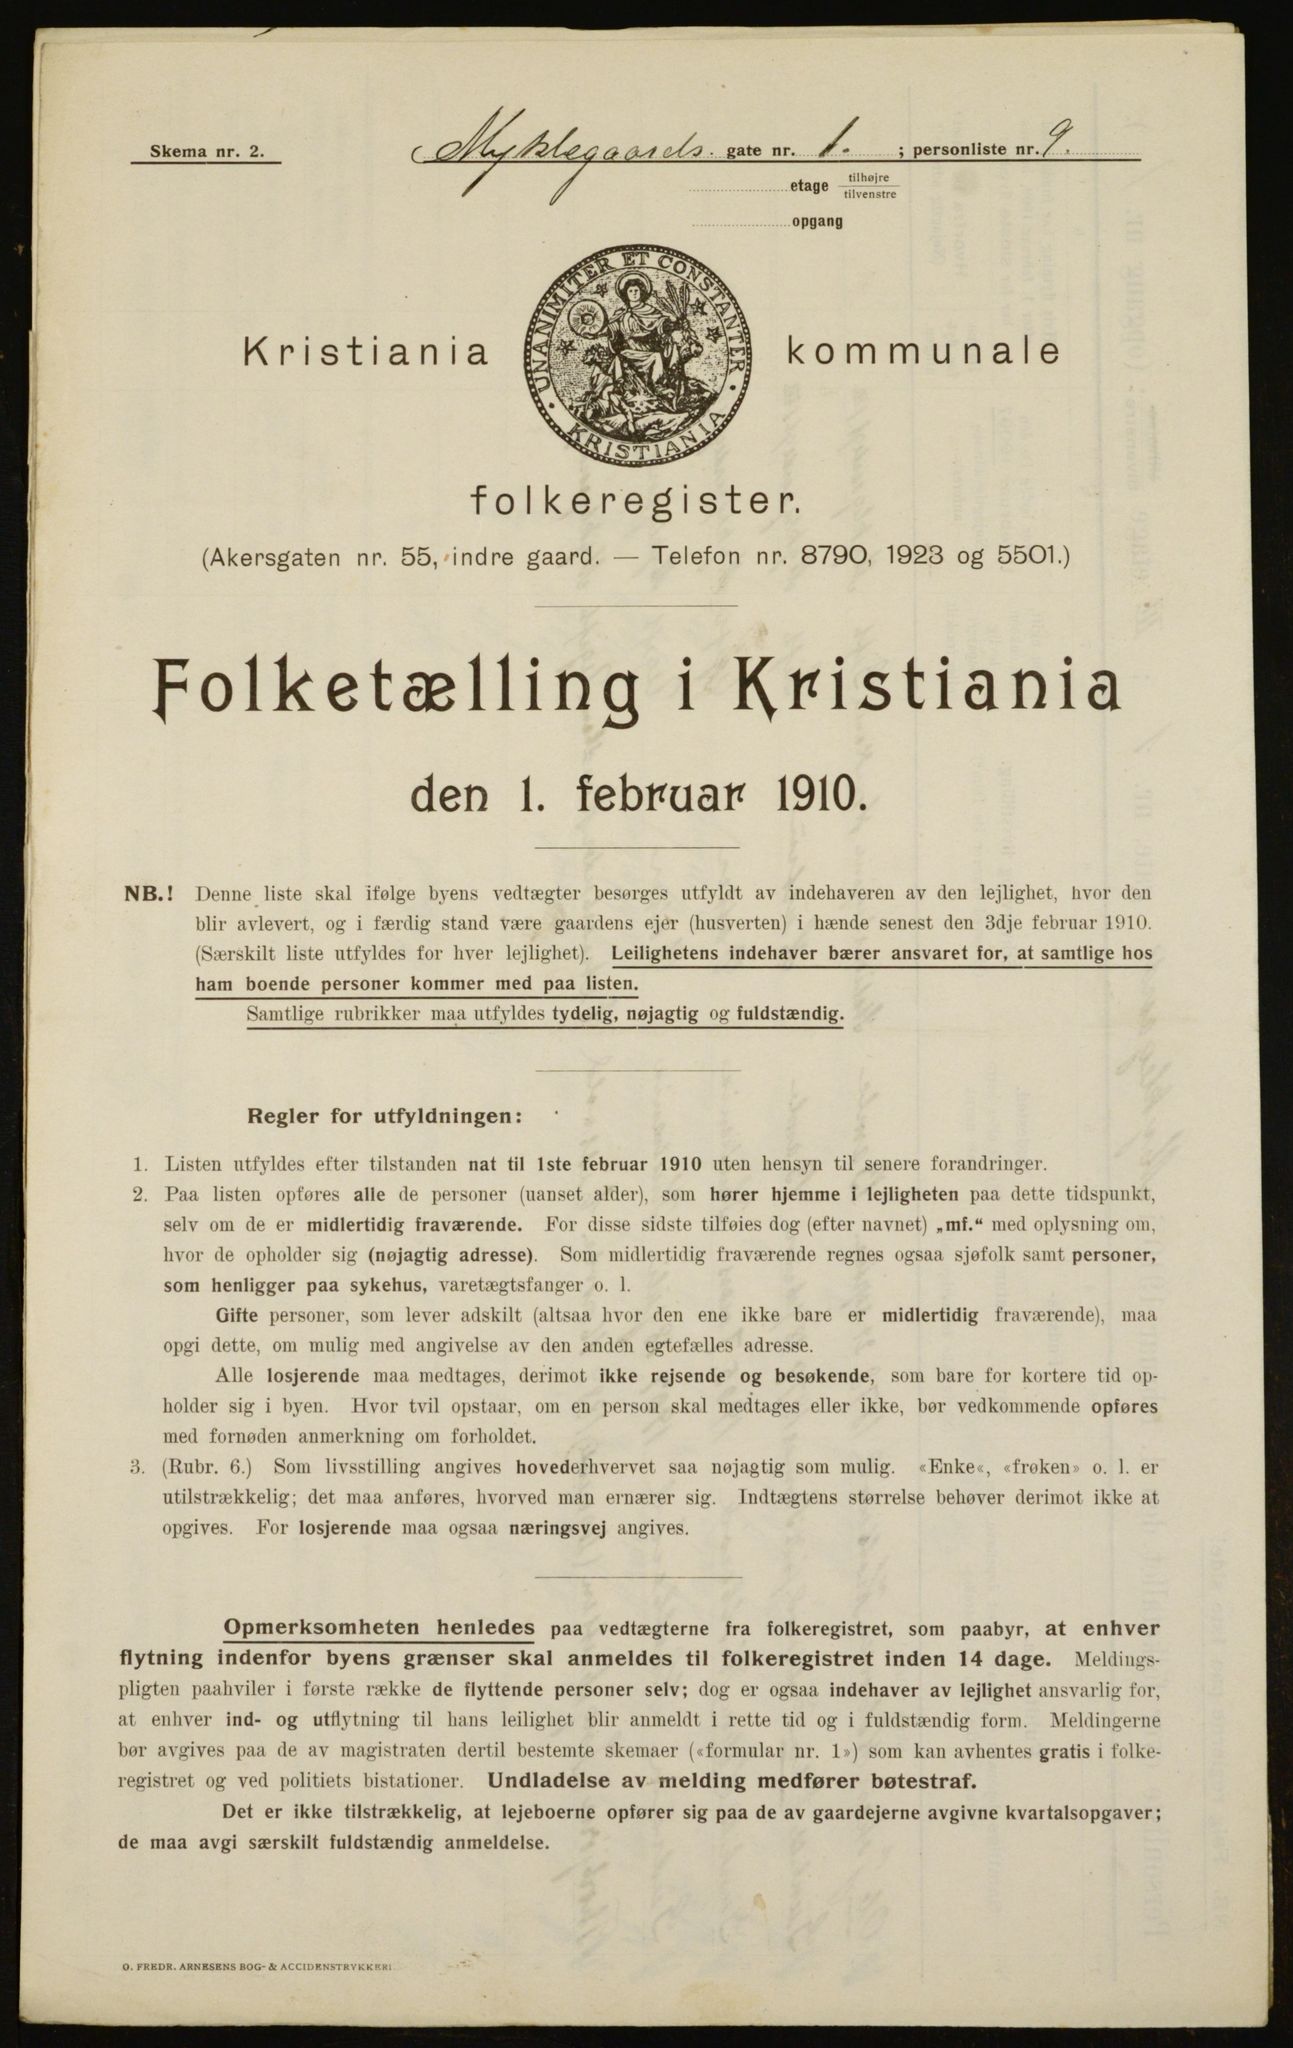 Skema nr. 2.
Myklegaards. gate nr. 1. ; personliste nr. 9.
etage tilhøjre
tilvenstre
opgang
UNANIMITER ET CONSTANTER
KRISTIANIA
Kristiania kommunale
folkeregister.
(Akersgaten nr. 55, indre gaard. — Telefon nr. 8790, 1923 og 5501.)
Folketælling i Kristiania
den 1. februar 1910.
NB.! Denne liste skal ifølge byens vedtægter besørges utfyldt av indehaveren av den lejlighet, hvor den
blir avlevert, og i færdig stand være gaardens ejer (husverten) i hænde senest den 3dje februar 1910.
(Særskilt liste utfyldes for hver lejlighet). Leilighetens indehaver bærer ansvaret for, at samtlige hos
ham boende personer kommer med paa listen.
Samtlige rubrikker maa utfyldes tydelig, nøjagtig og fuldstændig.
Regler for utfyldningen:
1. Listen utfyldes efter tilstanden nat til 1ste februar 1910 uten hensyn til senere forandringer.
2. Paa listen opføres alle de personer (uanset alder), som hører hjemme i lejligheten paa dette tidspunkt,
selv om de er midlertidig fraværende. For disse sidste tilføies dog (efter navnet) „mf.“ med oplysning om,
hvor de opholder sig (nøjagtig adresse). Som midlertidig fraværende regnes ogsaa sjøfolk samt personer,
som henligger paa sykehus, varetægtsfanger o. l.
Gifte personer, som lever adskilt (altsaa hvor den ene ikke bare er midlertidig fraværende), maa
opgi dette, om mulig med angivelse av den anden egtefælles adresse.
Alle losjerende maa medtages, derimot ikke rejsende og besøkende, som bare for kortere tid op-
holder sig i byen. Hvor tvil opstaar, om en person skal medtages eller ikke, bør vedkommende opføres
med fornøden anmerkning om forholdet.
3. (Rubr. 6.) Som livsstilling angives hovederhvervet saa nøjagtig som mulig. «Enke«, «frøken» o. l. er
utilstrækkelig; det maa anføres, hvorved man ernærer sig. Indtægtens størrelse behøver derimot ikke at
opgives. For losjerende maa ogsaa næringsvej angives.
Opmerksomheten henledes paa vedtægterne fra folkeregistret, som paabyr, at enhver
flytning indenfor byens grænser skal anmeldes til folkeregistret inden 14 dage. Meldings-
pligten paahviler i første række de flyttende personer selv; dog er ogsaa indehaver av lejlighet ansvarlig for,
at enhver ind- og utflytning til hans leilighet blir anmeldt i rette tid og i fuldstændig form. Meldingerne
bør avgives paa de av magistraten dertil bestemte skemaer («formular nr. 1») som kan avhentes gratis i folke-
registret og ved politiets bistationer. Undladelse av melding medfører bøtestraf.
Det er ikke tilstrækkelig, at lejeboerne opfører sig paa de av gaardejerne avgivne kvartalsopgaver;
de maa avgi særskilt fuldstændig anmeldelse.
O. FREDR. ARNESENS BOG- & ACCIDENSTRYKKERI